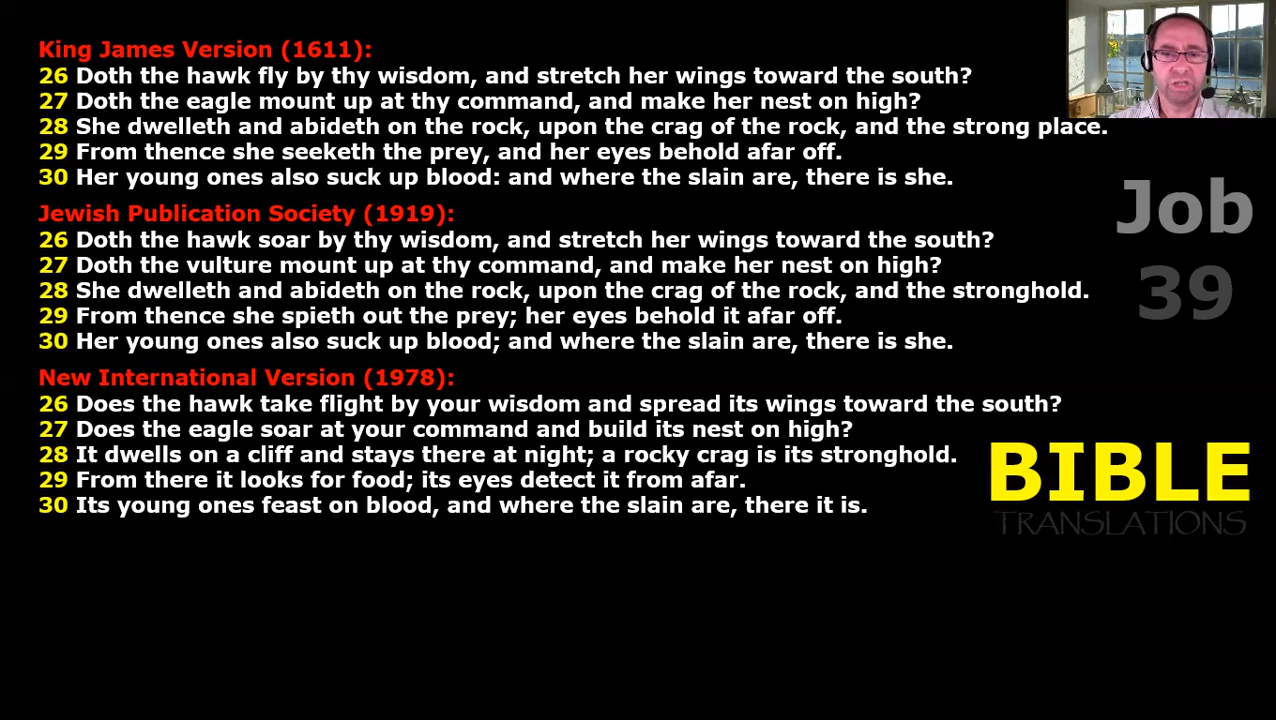 King James Version (1611):
26 Doth the hawk fly by thy wisdom, and stretch her wings toward the south?
27 Doth the eagle mount up at thy command, and make her nest on high?
28 She dwelleth and abideth on the rock, upon the crag of the rock, and the strong place.
29 From thence she seeketh the prey, and her eyes behold afar off.
30 Her young ones also suck up blood: and where the slain are, there is she.
Jewish Publication Society (1919):
26 Doth the hawk soar by thy wisdom, and stretch her wings toward the south?
27 Doth the vulture mount up at thy command, and make her nest on high?
28 She dwelleth and abideth on the rock, upon the crag of the rock, and the stronghold.
29 From thence she spieth out the prey; her eyes behold it afar off.
30 Her young ones also suck up blood; and where the slain are, there is she.
New International Version (1978):
26 Does the hawk take flight by your wisdom and spread its wings toward the south?
27 Does the eagle soar at your command and build its nest on high?
28 It dwells on a cliff and stays there at night; a rocky crag is its stronghold.
29 From there it looks for food; its eyes detect it from afar.
30 Its young ones feast on blood, and where the slain are, there it is.
Job
39
BIBLE
TRANSLATIONS